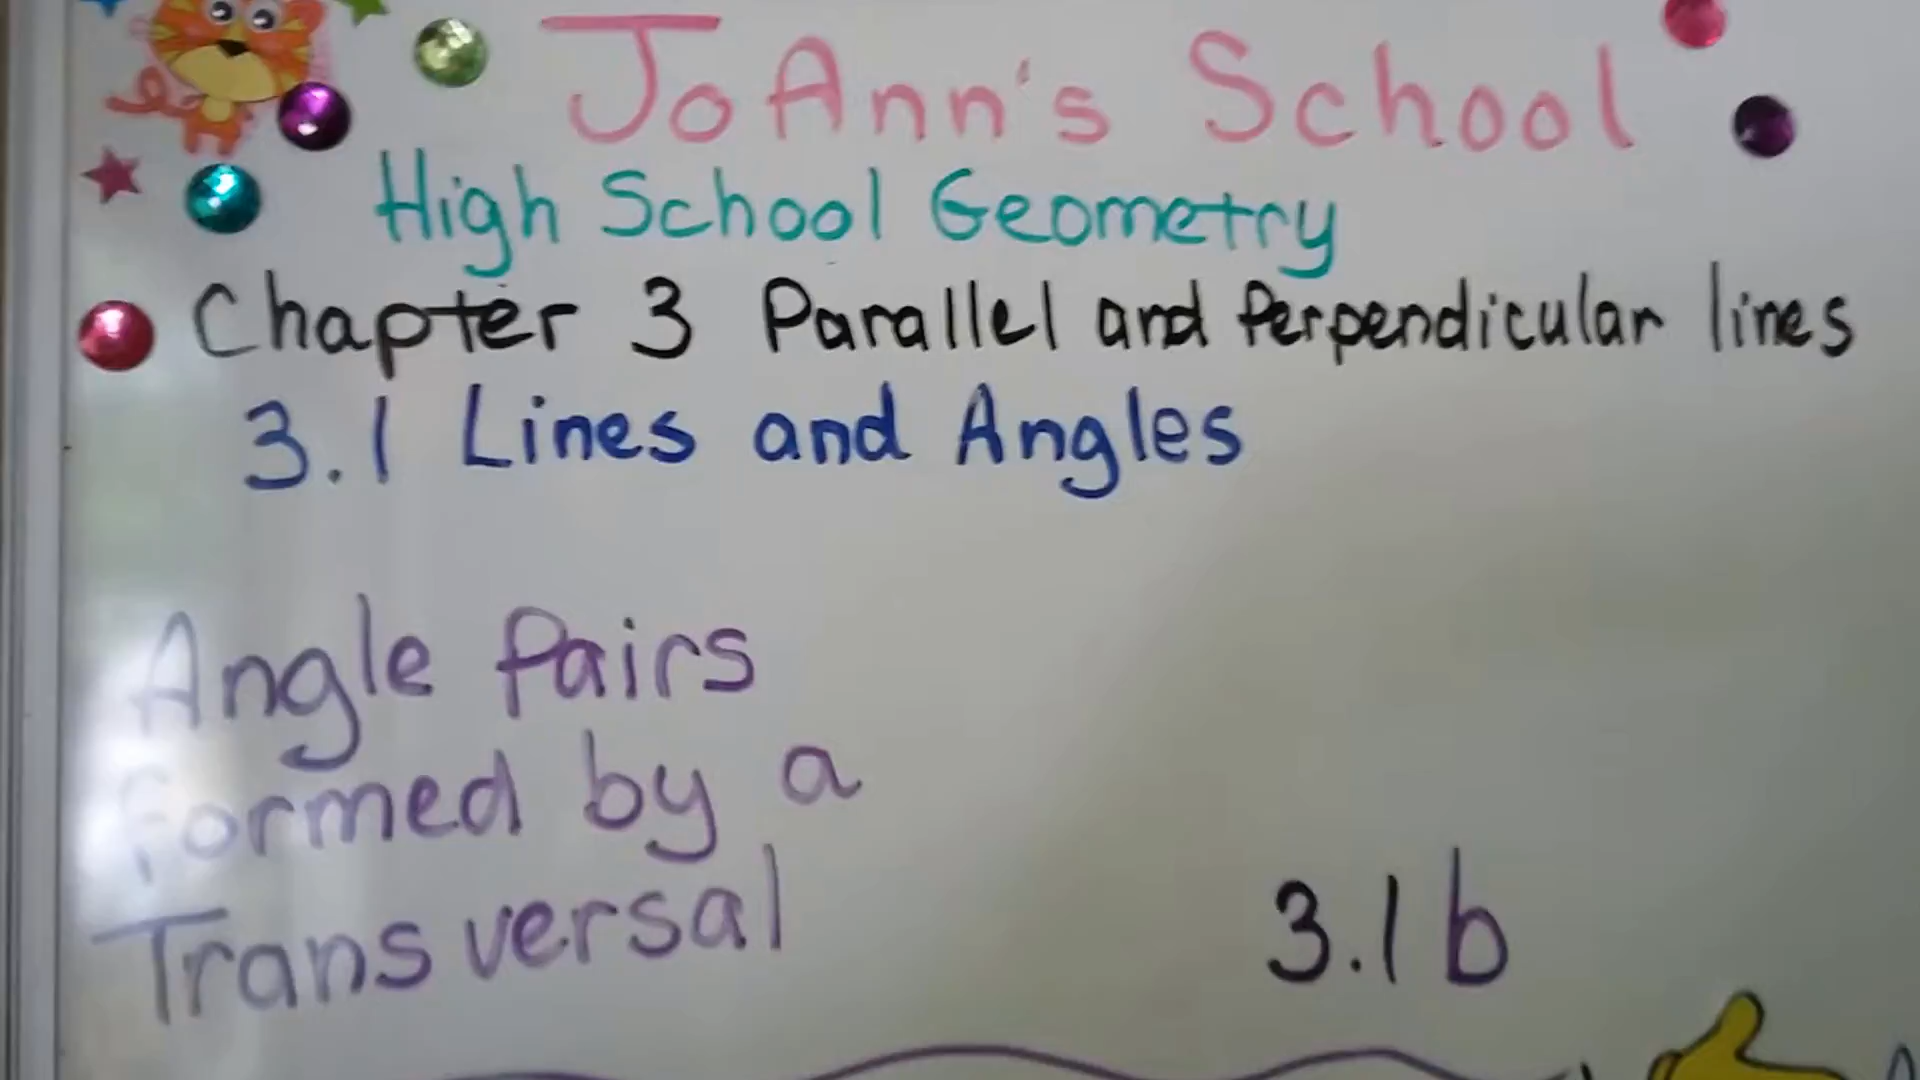 JoAnn's School
High School Geometry
Chapter 3 Parallel and Perpendicular lines
3.1 Lines and Angles
Angle Pairs
formed by a
Transversal
3.1b